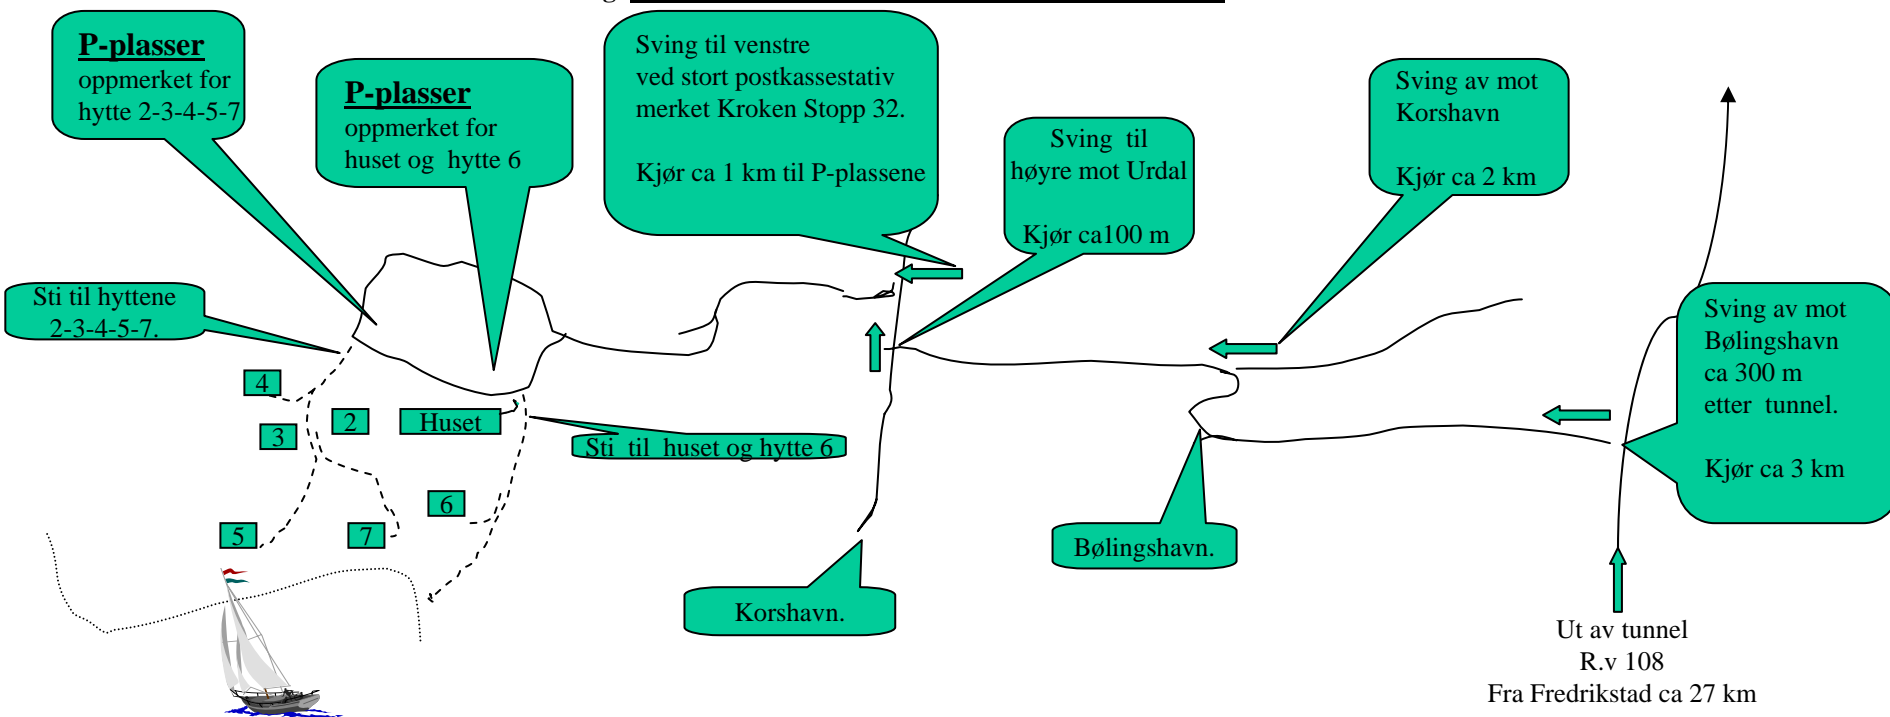 P-plasser
oppmerket for
hytte 2-3-4-5-7
P-plasser
oppmerket for
huset og hytte 6
Sving til venstre
ved stort postkassestativ
merket Kroken Stopp 32.
Kjør ca 1 km til P-plassene
Sving til
høyre mot Urdal
Kjør ca100 m
Sving av mot
Korshavn
Kjør ca 2 km
Sving av mot
Bølingshavn
ca 300 m
etter tunnel.
Kjør ca 3 km
Sti til hyttene
2-3-4-5-7.
4
3
2
Huset
Sti til huset og hytte 6
6
5
7
Bølingshavn.
Korshavn.
Ut av tunnel
R.v 108
Fra Fredrikstad ca 27 km